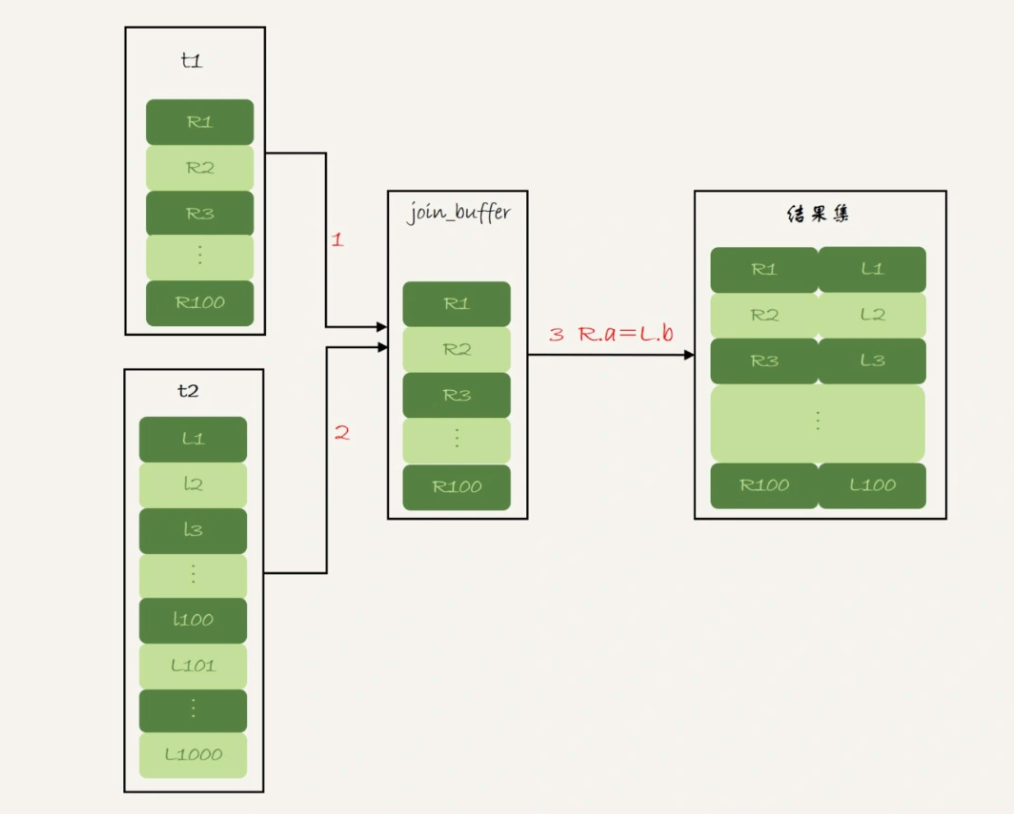 t1
R1
R2
R3
⋮
R100
1
t2
L1
l2
l3
⋮
l100
L101
⋮
L1000
2
join_buffer
R1
R2
R3
⋮
R100
3 R.a=L.b
结果集
R1 L1
R2 L2
R3 L3
⋮
R100 L100